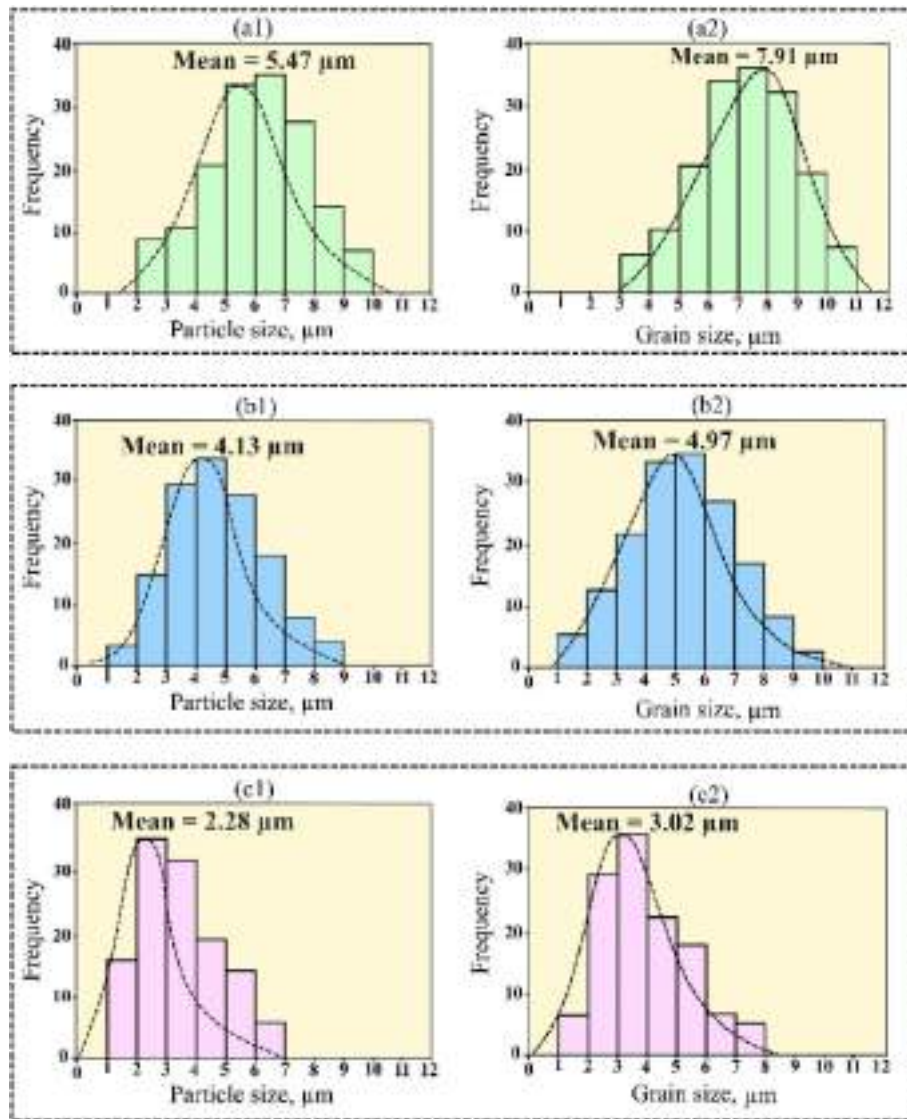 (a1)
Mean = 5.47 µm
Frequency
40
30
20
10
0
0 1 2 3 4 5 6 7 8 9 10 11 12
Particle size, µm
(a2)
Mean = 7.91 µm
Frequency
40
30
20
10
0
0 1 2 3 4 5 6 7 8 9 10 11 12
Grain size, µm
(b1)
Mean = 4.13 µm
Frequency
40
30
20
10
0
0 1 2 3 4 5 6 7 8 9 10 11 12
Particle size, µm
(b2)
Mean = 4.97 µm
Frequency
40
30
20
10
0
0 1 2 3 4 5 6 7 8 9 10 11 12
Grain size, µm
(c1)
Mean = 2.28 µm
Frequency
40
30
20
10
0
0 1 2 3 4 5 6 7 8 9 10 11 12
Particle size, µm
(c2)
Mean = 3.02 µm
Frequency
40
30
20
10
0
0 1 2 3 4 5 6 7 8 9 10 11 12
Grain size, µm